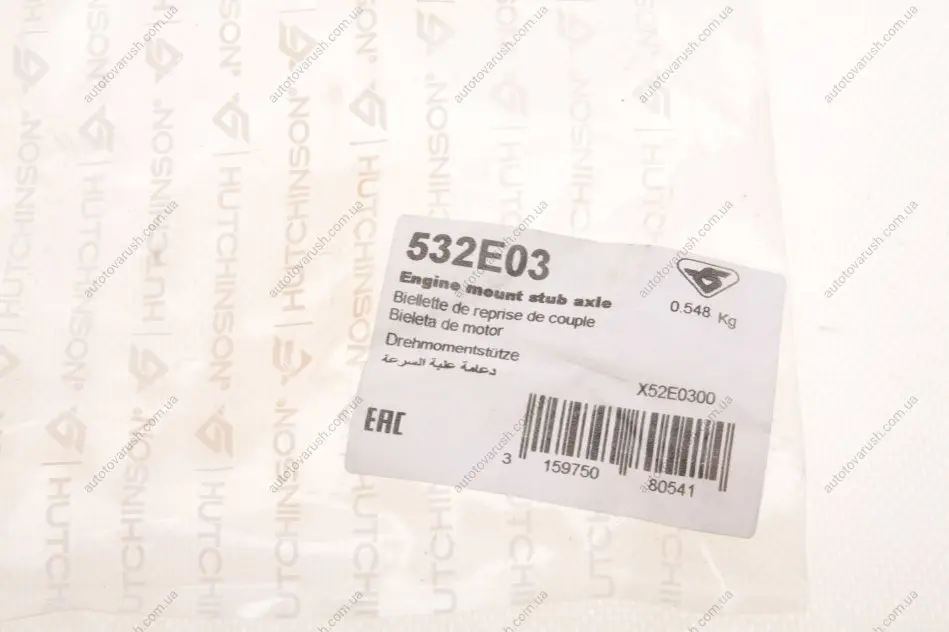 532E03
Engine mount stub axle
Biellette de reprise de couple
Bieleta de motor
Drehmomentstütze
دعامة علبة السرعة
0.548 Kg
X52E0300
EAC
3 159750 80541
HUTCHINSON®
autotovarush.com.ua